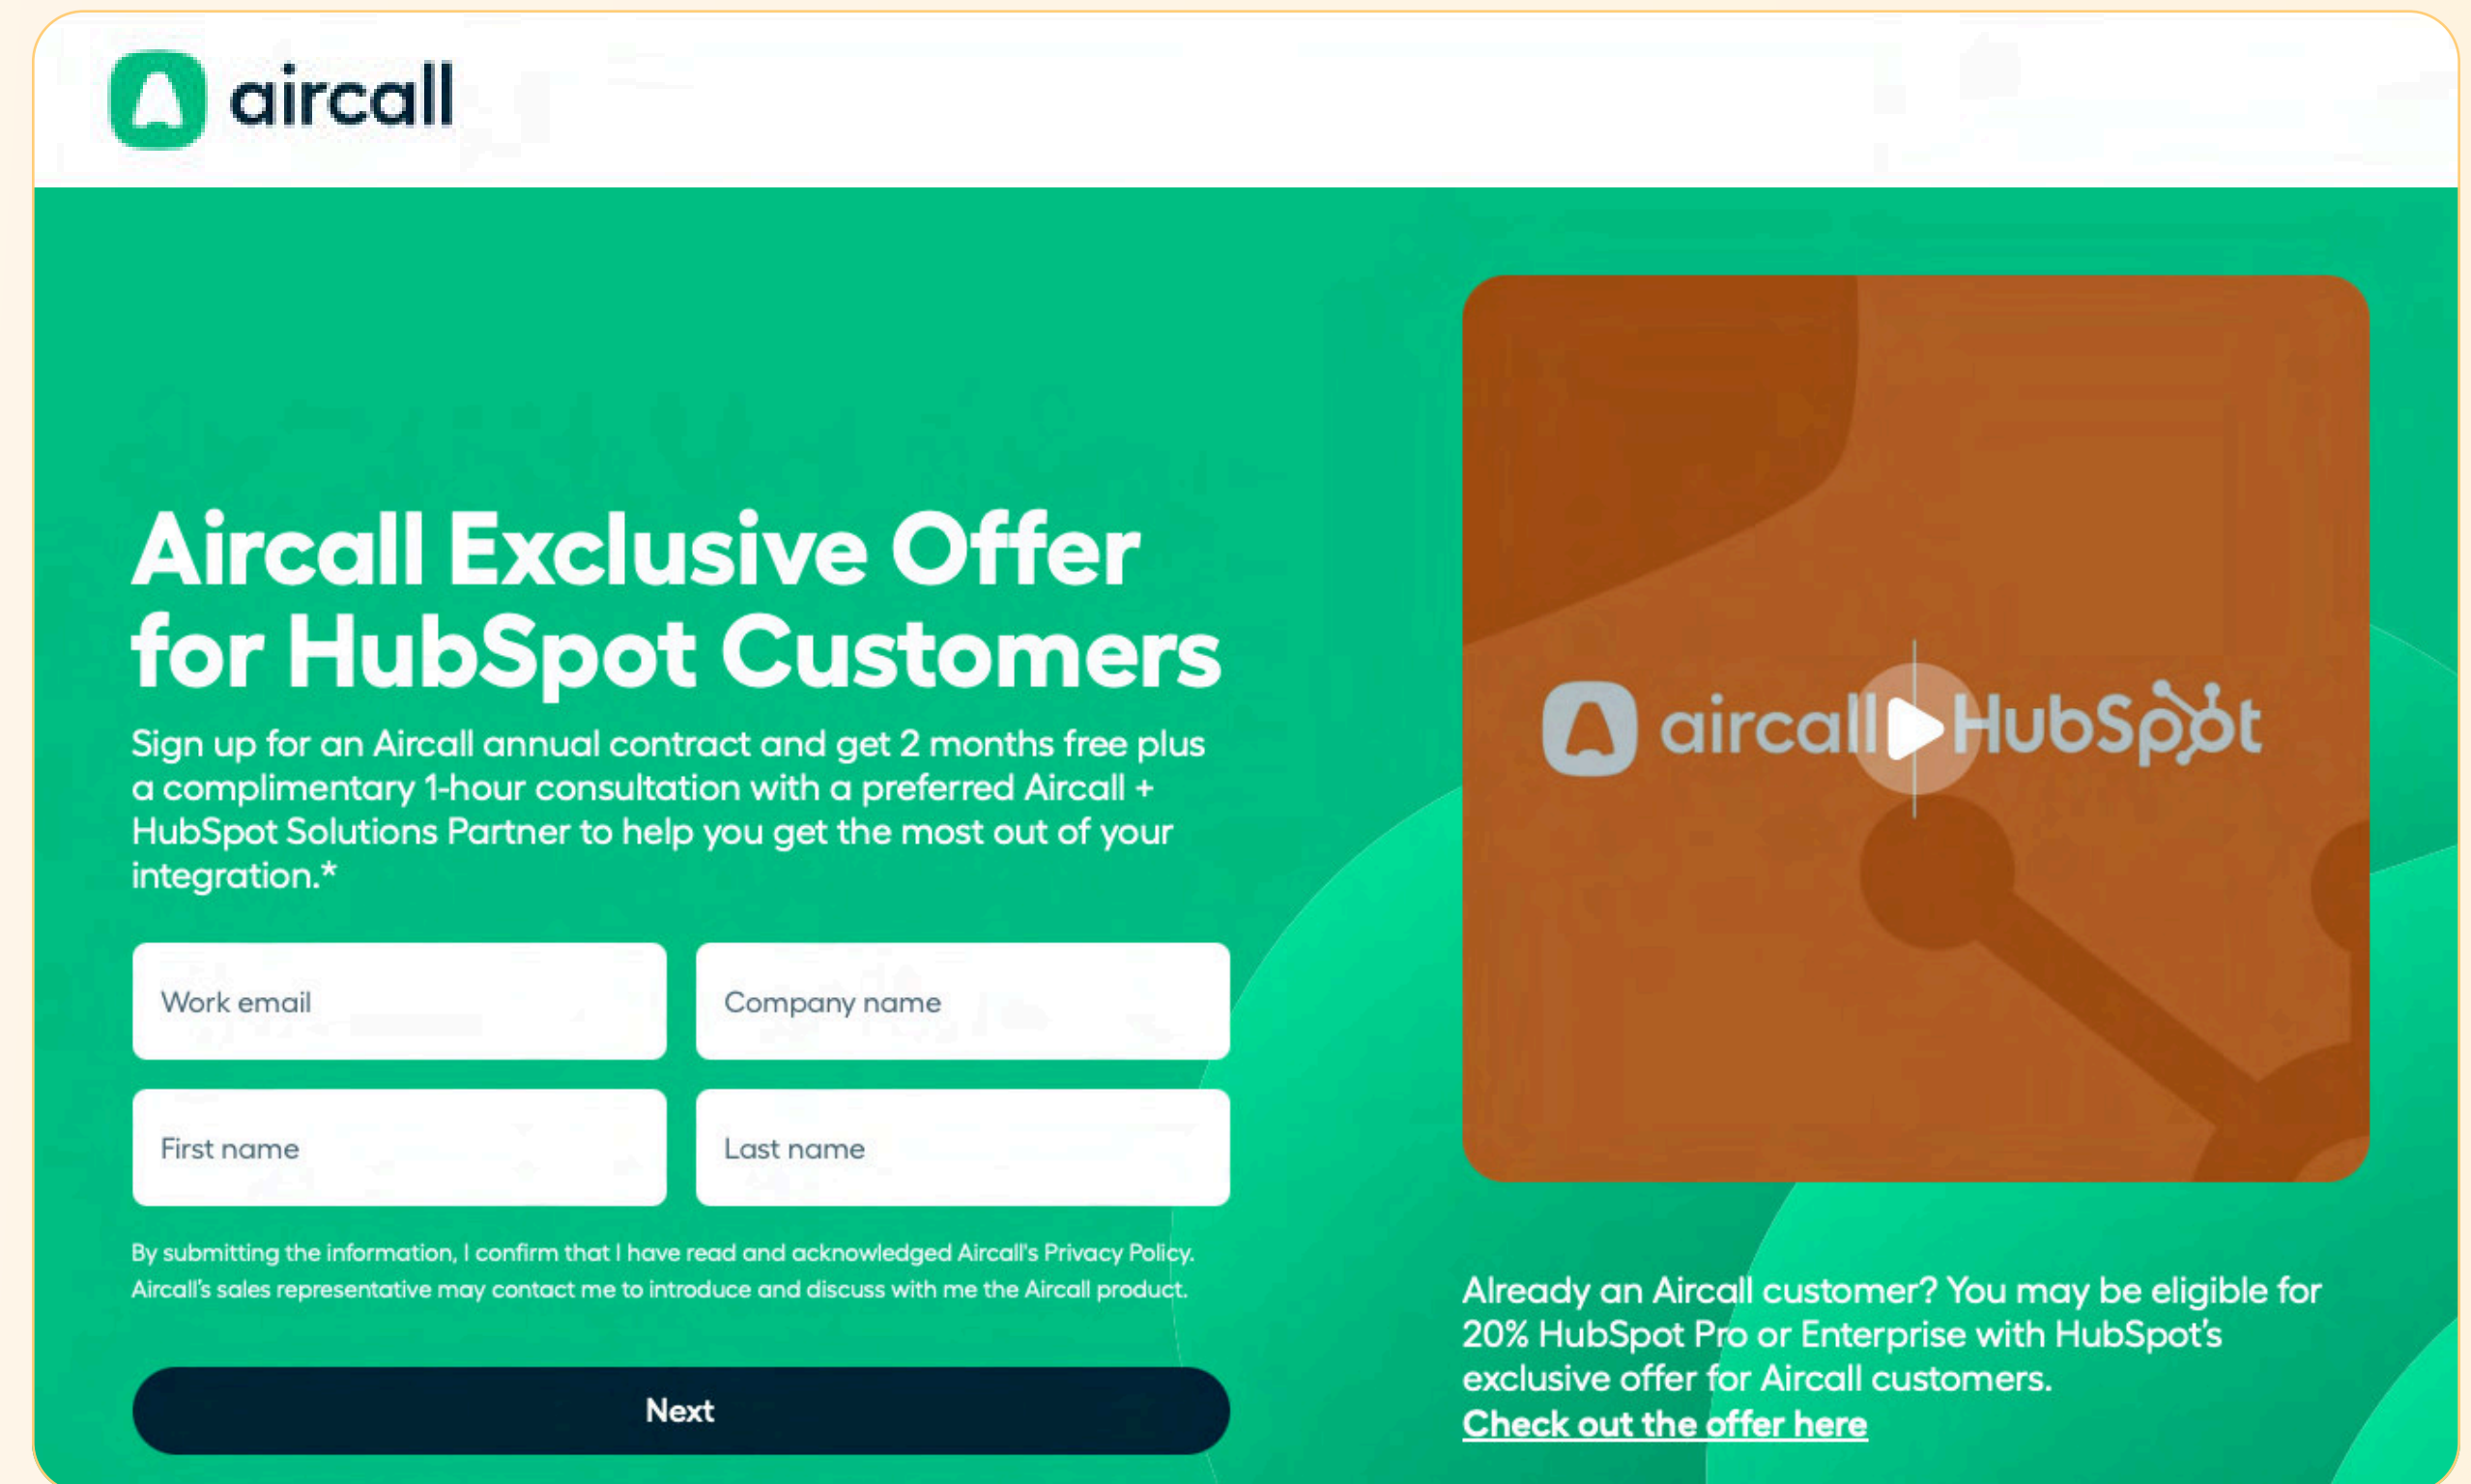 aircall
Aircall Exclusive Offer
for HubSpot Customers
Sign up for an Aircall annual contract and get 2 months free plus
a complimentary 1-hour consultation with a preferred Aircall +
HubSpot Solutions Partner to help you get the most out of your
integration.*
Work email
Company name
First name
Last name
By submitting the information, I confirm that I have read and acknowledged Aircall's Privacy Policy.
Aircall's sales representative may contact me to introduce and discuss with me the Aircall product.
Next
aircall HubSpot
Already an Aircall customer? You may be eligible for
20% HubSpot Pro or Enterprise with HubSpot's
exclusive offer for Aircall customers.
Check out the offer here